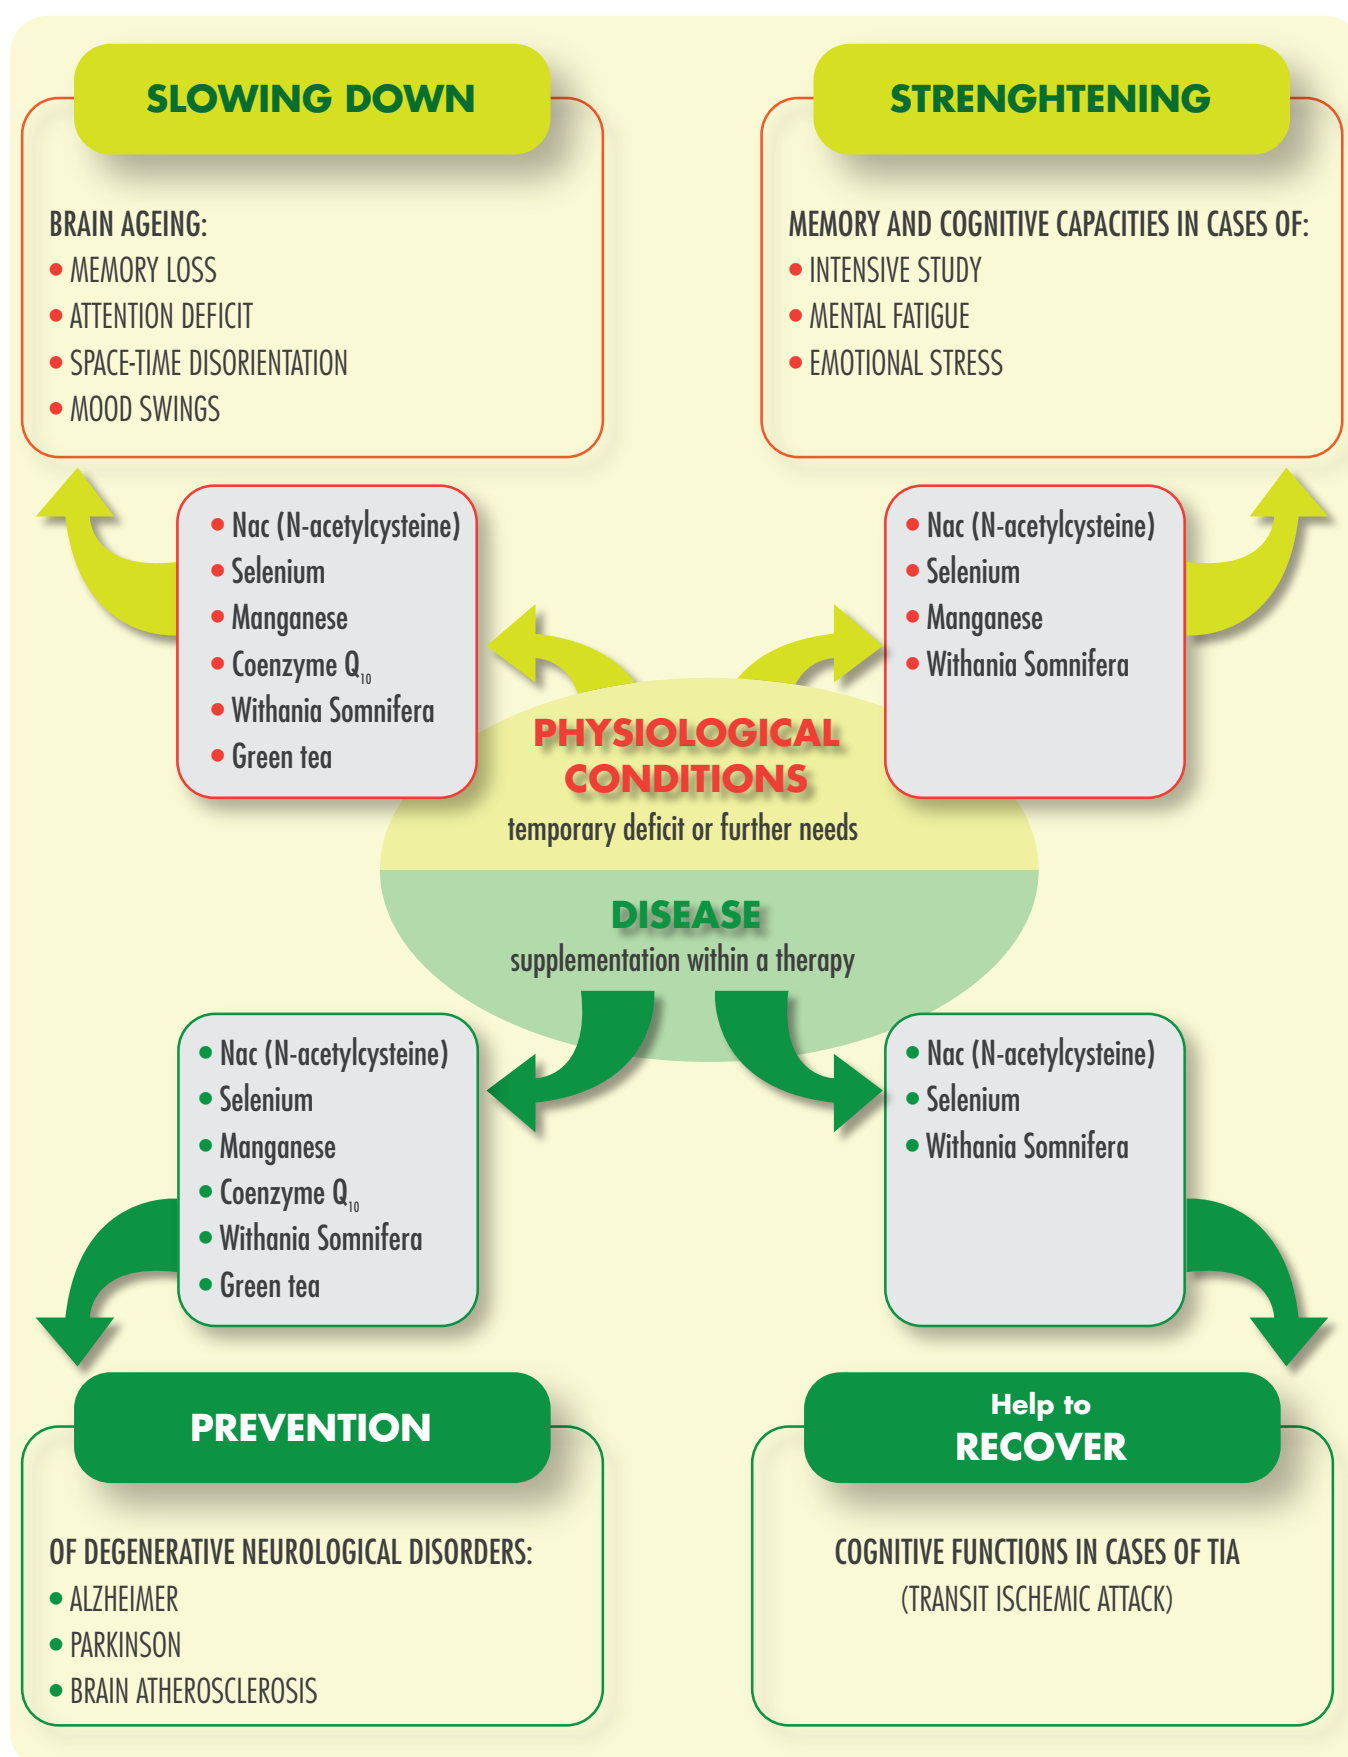 SLOWING DOWN
BRAIN AGEING:
• MEMORY LOSS
• ATTENTION DEFICIT
• SPACE-TIME DISORIENTATION
• MOOD SWINGS
STRENGHTENING
MEMORY AND COGNITIVE CAPACITIES IN CASES OF:
• INTENSIVE STUDY
• MENTAL FATIGUE
• EMOTIONAL STRESS
• Nac (N-acetylcysteine)
• Selenium
• Manganese
• Coenzyme Q10
• Withania Somnifera
• Green tea
• Nac (N-acetylcysteine)
• Selenium
• Manganese
• Withania Somnifera
PHYSIOLOGICAL
CONDITIONS
temporary deficit or further needs
DISEASE
supplementation within a therapy
• Nac (N-acetylcysteine)
• Selenium
• Manganese
• Coenzyme Q10
• Withania Somnifera
• Green tea
• Nac (N-acetylcysteine)
• Selenium
• Withania Somnifera
PREVENTION
OF DEGENERATIVE NEUROLOGICAL DISORDERS:
• ALZHEIMER
• PARKINSON
• BRAIN ATHEROSCLEROSIS
Help to
RECOVER
COGNITIVE FUNCTIONS IN CASES OF TIA
(TRANSIT ISCHEMIC ATTACK)